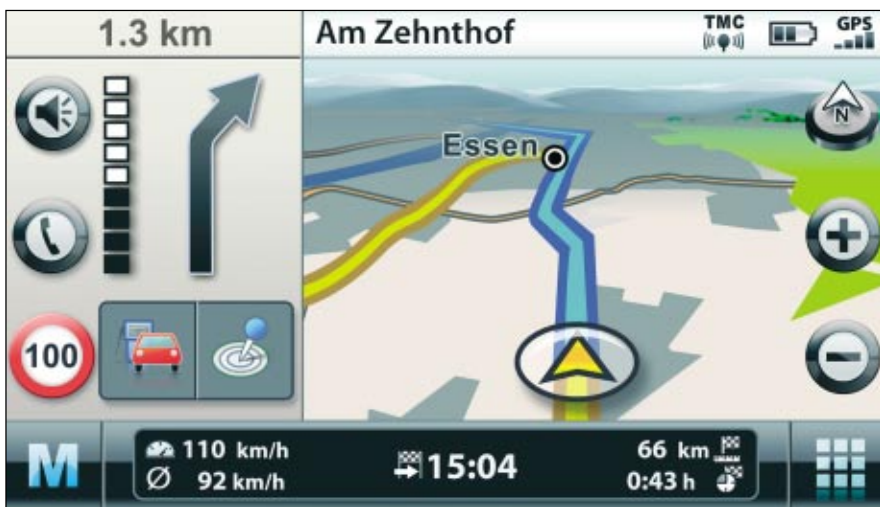 1.3 km
Am Zehnthof
TMC
GPS
N
Essen
100
M
110 km/h
Ø 92 km/h
15:04
66 km
0:43 h